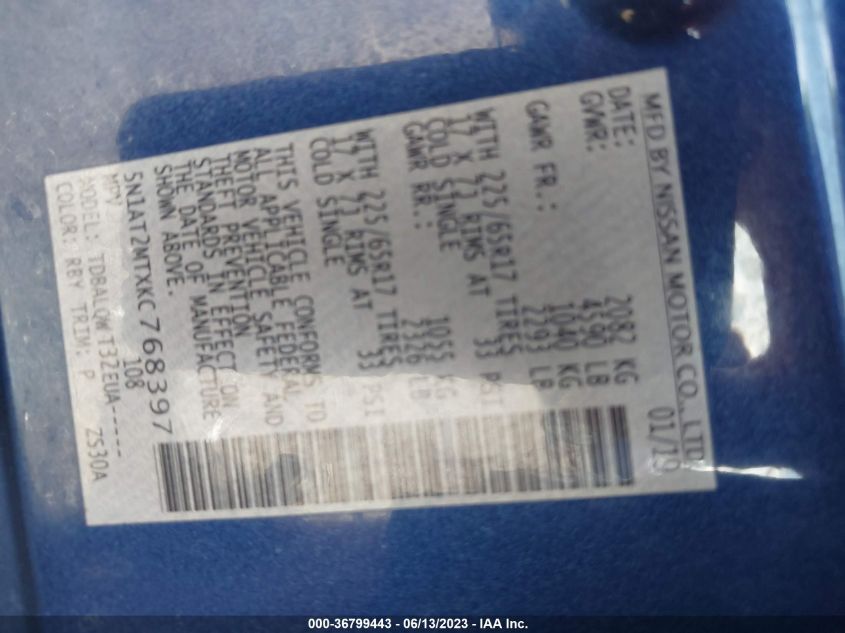 MFD BY NISSAN MOTOR CO., LTD
DATE: 01/19
GVWR: 2082 KG
4590 LB
GAWR FR.: 1040 KG
2293 LB
WITH 225/65R17 TIRES
17 X 7J RIMS AT 33 PSI
COLD SINGLE
GAWR RR.: 1055 KG
2326 LB
WITH 225/65R17 TIRES
17 X 7J RIMS AT 33 PSI
COLD SINGLE
THIS VEHICLE CONFORMS TO
ALL APPLICABLE FEDERAL
MOTOR VEHICLE SAFETY AND
THEFT PREVENTION
STANDARDS IN EFFECT ON
THE DATE OF MANUFACTURE
SHOWN ABOVE.
5N1AT2MTXKC768397
MPV 108
MODEL: TDBALQWT32EUA-----
COLOR: RBY TRIM: P ZS30A
000-36799443 - 06/13/2023 - IAA Inc.